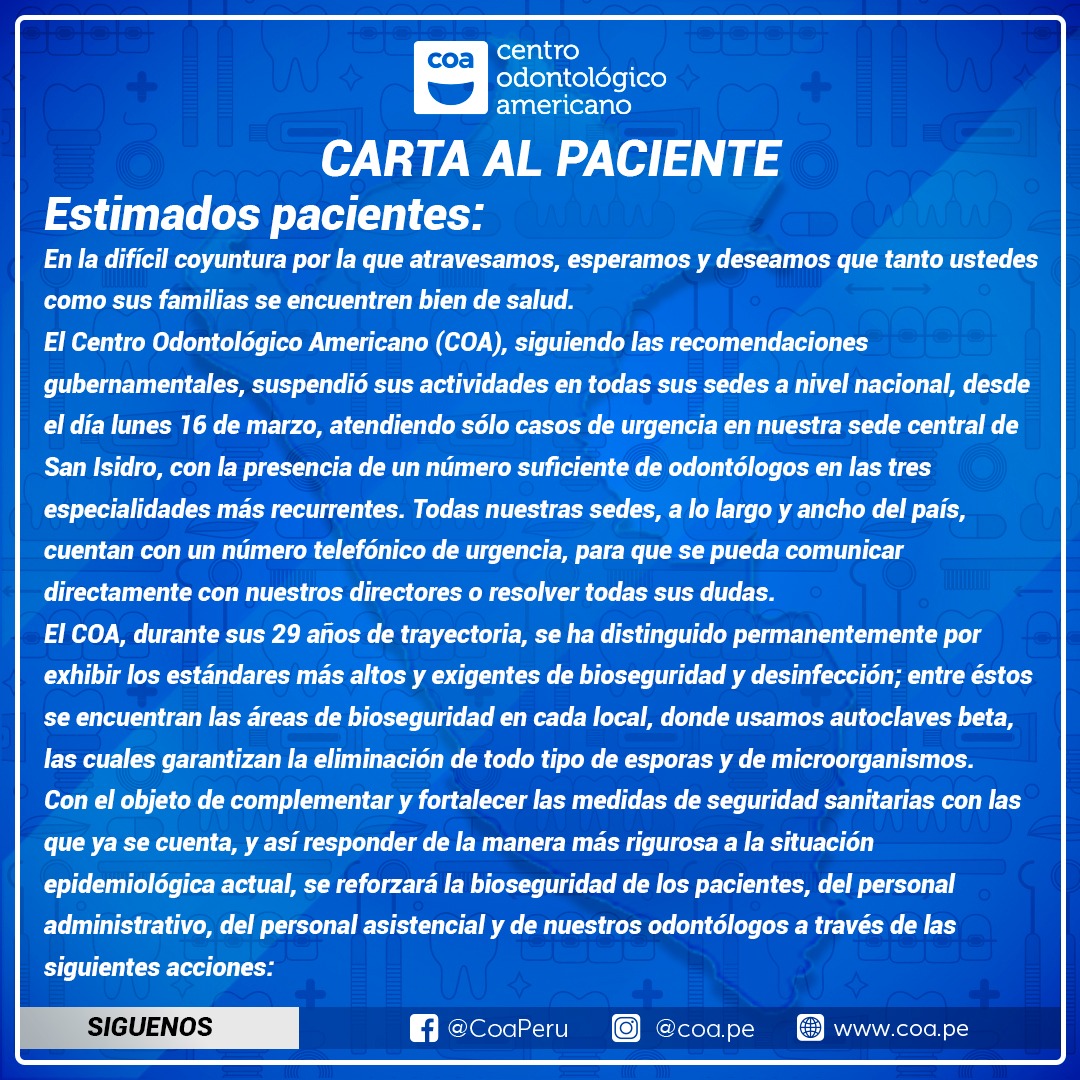 coa
centro
odontológico
americano
CARTA AL PACIENTE
Estimados pacientes:
En la difícil coyuntura por la que atravesamos, esperamos y deseamos que tanto ustedes
como sus familias se encuentren bien de salud.
El Centro Odontológico Americano (COA), siguiendo las recomendaciones
gubernamentales, suspendió sus actividades en todas sus sedes a nivel nacional, desde
el día lunes 16 de marzo, atendiendo sólo casos de urgencia en nuestra sede central de
San Isidro, con la presencia de un número suficiente de odontólogos en las tres
especialidades más recurrentes. Todas nuestras sedes, a lo largo y ancho del país,
cuentan con un número telefónico de urgencia, para que se pueda comunicar
directamente con nuestros directores o resolver todas sus dudas.
El COA, durante sus 29 años de trayectoria, se ha distinguido permanentemente por
exhibir los estándares más altos y exigentes de bioseguridad y desinfección; entre éstos
se encuentran las áreas de bioseguridad en cada local, donde usamos autoclaves beta,
las cuales garantizan la eliminación de todo tipo de esporas y de microorganismos.
Con el objeto de complementar y fortalecer las medidas de seguridad sanitarias con las
que ya se cuenta, y así responder de la manera más rigurosa a la situación
epidemiológica actual, se reforzará la bioseguridad de los pacientes, del personal
administrativo, del personal asistencial y de nuestros odontólogos a través de las
siguientes acciones:
SIGUENOS @CoaPeru @coa.pe www.coa.pe